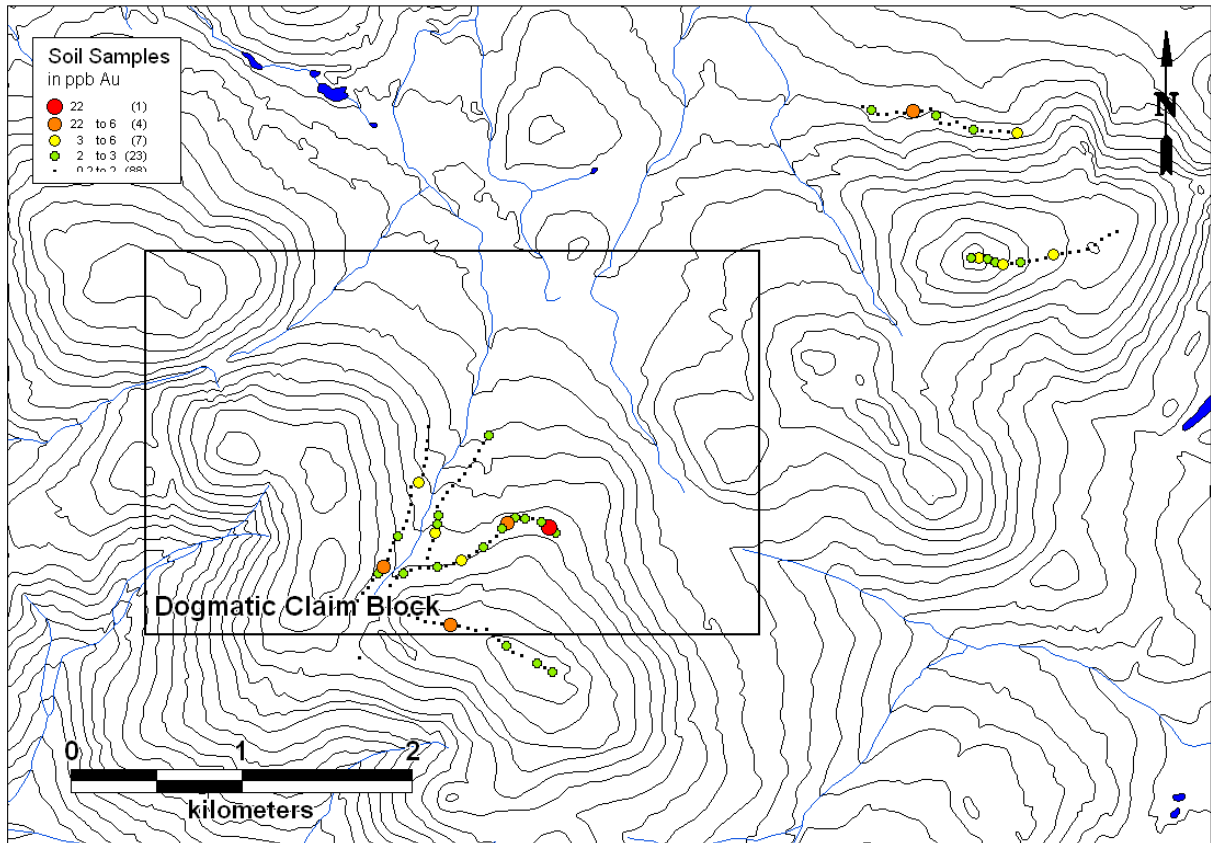 Soil Samples
in ppb Au
22 (1)
22 to 6 (4)
3 to 6 (7)
2 to 3 (23)
0.2 to 2 (88)
N
Dogmatic Claim Block
0 1 2
kilometers